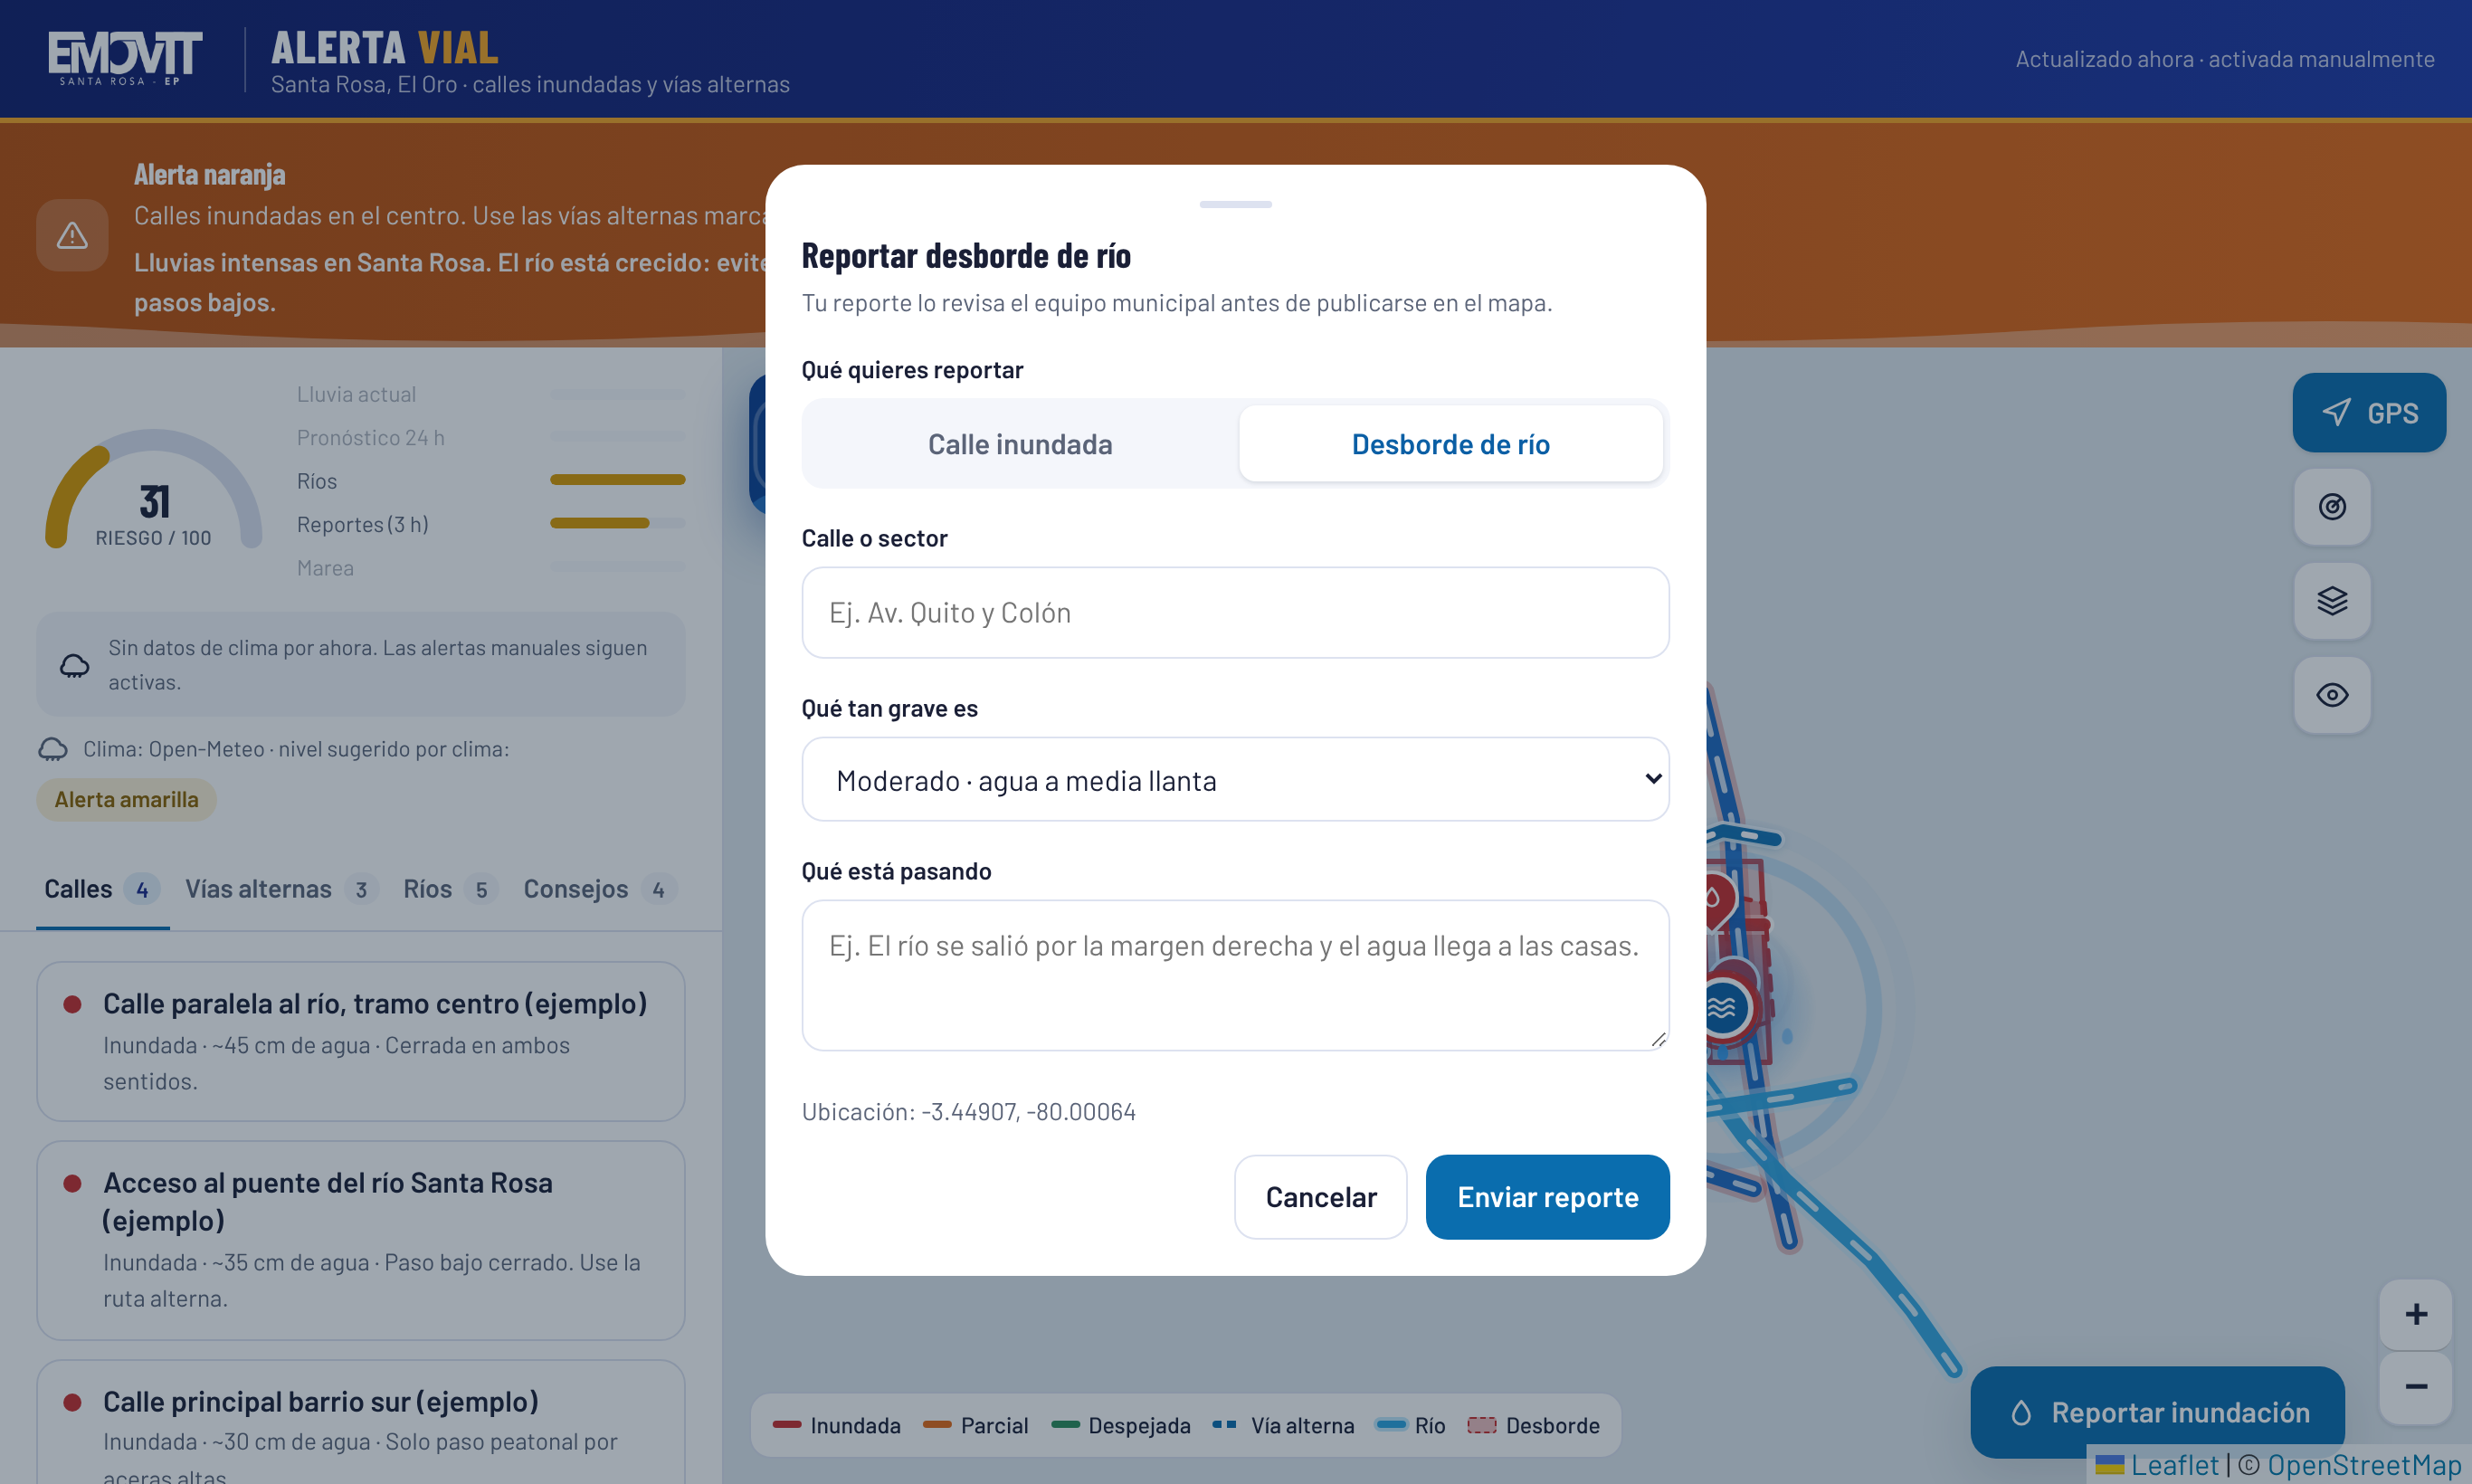 EMOVTT
SANTA ROSA · EP
ALERTA VIAL
Santa Rosa, El Oro · calles inundadas y vías alternas
Actualizado ahora · activada manualmente
Alerta naranja
Calles inundadas en el centro. Use las vías alternas
Lluvias intensas en Santa Rosa. El río está crecido:
pasos bajos.
31
RIESGO / 100
Lluvia actual
Pronóstico 24 h
Ríos
Reportes (3 h)
Marea
Sin datos de clima por ahora. Las alertas manuales siguen
activas.
Clima: Open-Meteo · nivel sugerido por clima:
Alerta amarilla
Calles 4 Vías alternas 3 Ríos 5 Consejos 4
Calle paralela al río, tramo centro (ejemplo)
Inundada · ~45 cm de agua · Cerrada en ambos
sentidos.
Acceso al puente del río Santa Rosa
(ejemplo)
Inundada · ~35 cm de agua · Paso bajo cerrado. Use la
ruta alterna.
Calle principal barrio sur (ejemplo)
Inundada · ~30 cm de agua · Solo paso peatonal por
aceras altas.
Reportar desborde de río
Tu reporte lo revisa el equipo municipal antes de publicarse en el mapa.
Qué quieres reportar
Calle inundada
Desborde de río
Calle o sector
Ej. Av. Quito y Colón
Qué tan grave es
Moderado · agua a media llanta
Qué está pasando
Ej. El río se salió por la margen derecha y el agua llega a las casas.
Ubicación: -3.44907, -80.00064
Cancelar
Enviar reporte
GPS
+
−
Inundada Parcial Despejada Vía alterna Río Desborde
Reportar inundación
Leaflet | © OpenStreetMap